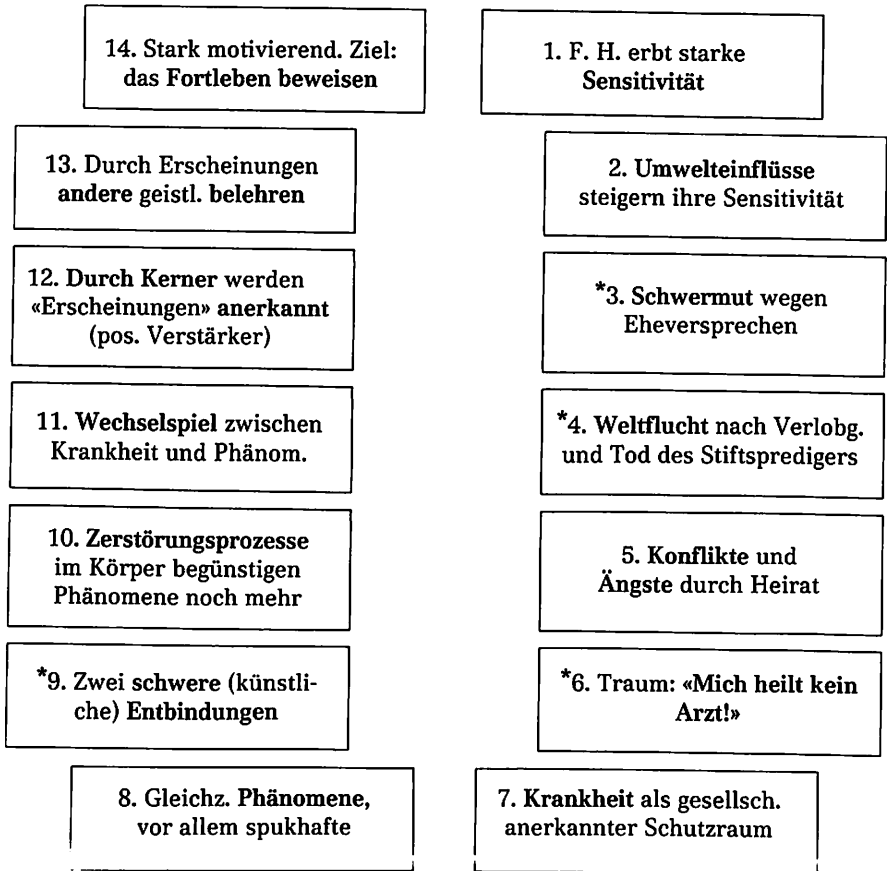 14. Stark motivierend. Ziel:
das Fortleben beweisen
1. F. H. erbt starke
Sensitivität
13. Durch Erscheinungen
andere geistl. belehren
2. Umwelteinflüsse
steigern ihre Sensitivität
12. Durch Kerner werden
«Erscheinungen» anerkannt
(pos. Verstärker)
*3. Schwermut wegen
Eheversprechen
11. Wechselspiel zwischen
Krankheit und Phänom.
*4. Weltflucht nach Verlobg.
und Tod des Stiftspredigers
10. Zerstörungsprozesse
im Körper begünstigen
Phänomene noch mehr
5. Konflikte und
Ängste durch Heirat
*9. Zwei schwere (künstli-
che) Entbindungen
*6. Traum: «Mich heilt kein
Arzt!»
8. Gleichz. Phänomene,
vor allem spukhafte
7. Krankheit als gesellsch.
anerkannter Schutzraum